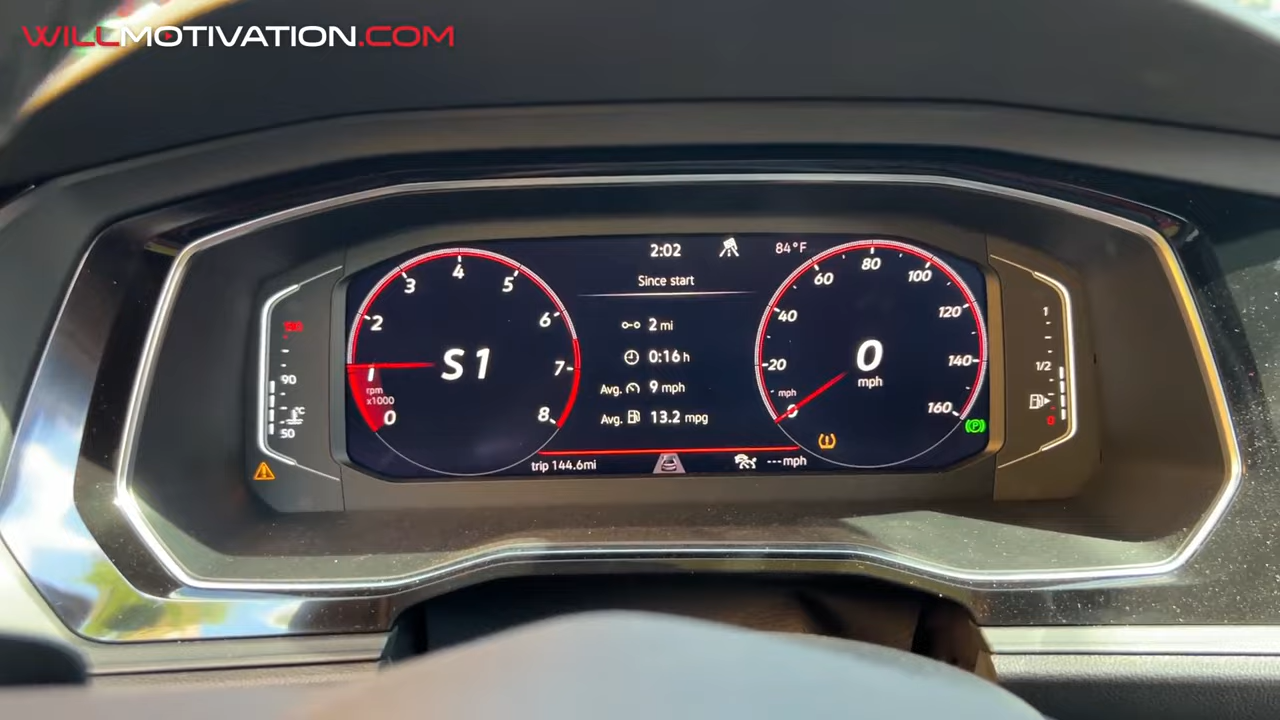 WILLMOTIVATION.COM
2:02
84°F
Since start
2 mi
0:16 h
Avg. 9 mph
Avg. 13.2 mpg
trip 144.6mi
---mph
0
1
2
3
4
5
6
7
8
rpm
x1000
S1
0
20
40
60
80
100
120
140
160
mph
0
mph
90
°C
50
1
1/2
0
P